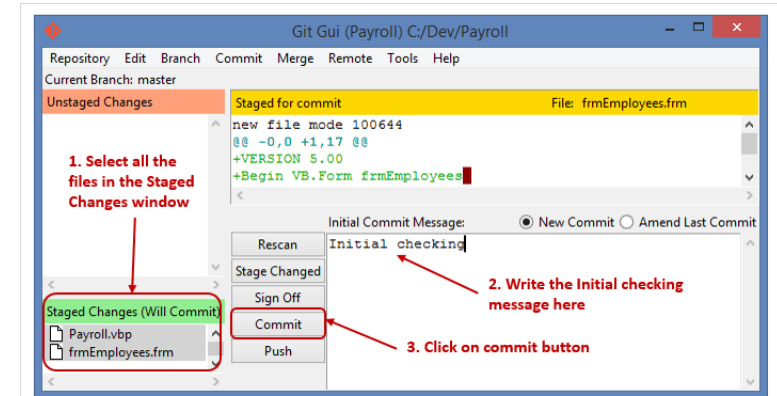 Git Gui (Payroll) C:/Dev/Payroll
Repository Edit Branch Commit Merge Remote Tools Help
Current Branch: master
Unstaged Changes
Staged for commit File: frmEmployees.frm
new file mode 100644
@@ -0,0 +1,17 @@
+VERSION 5.00
+Begin VB.Form frmEmployees
1. Select all the
files in the Staged
Changes window
Initial Commit Message: New Commit Amend Last Commit
Rescan
Stage Changed
Sign Off
Commit
Push
Initial checking
2. Write the Initial checking
message here
3. Click on commit button
Staged Changes (Will Commit)
Payroll.vbp
frmEmployees.frm